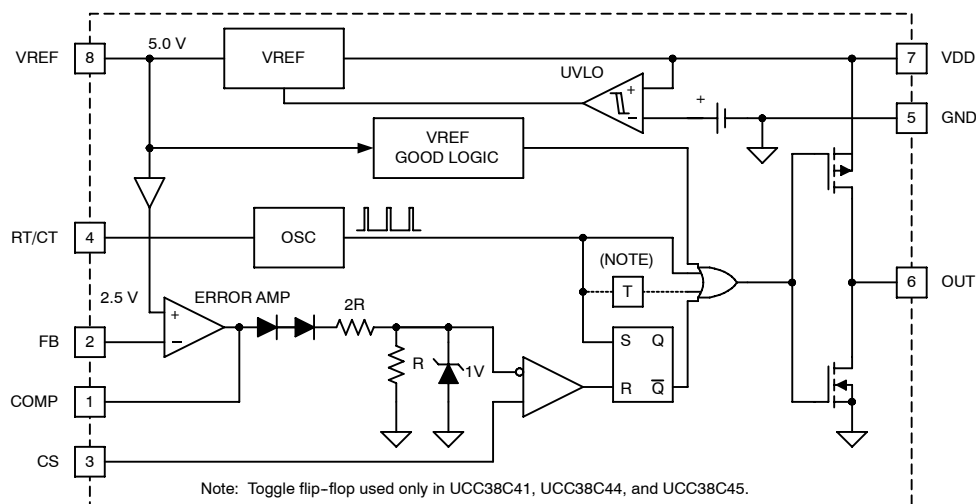 5.0 V
VREF 8
VREF
7 VDD
UVLO
+
−
+
5 GND
VREF
GOOD LOGIC
RT/CT 4
OSC
(NOTE)
T
6 OUT
2.5 V
ERROR AMP
2R
+
−
FB 2
S Q
R
1V
R Q̅
COMP 1
CS 3
Note: Toggle flip−flop used only in UCC38C41, UCC38C44, and UCC38C45.